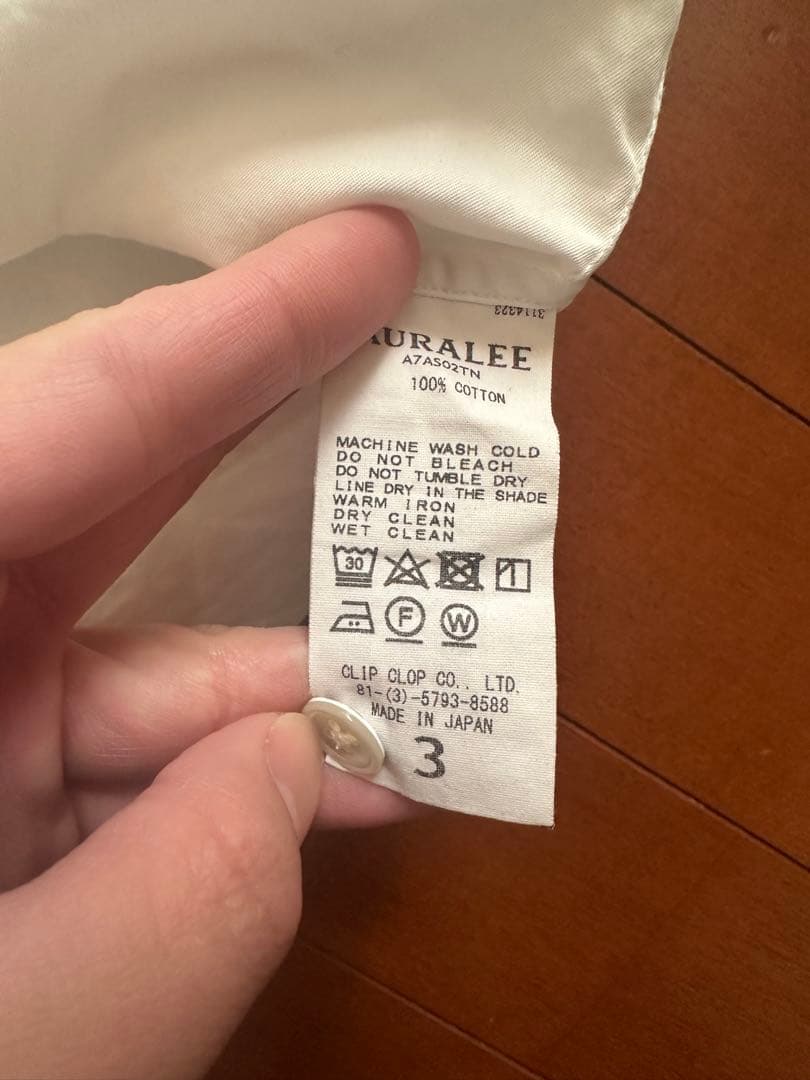 3114323
AURALEE
A7AS02TN
100% COTTON
MACHINE WASH COLD
DO NOT BLEACH
DO NOT TUMBLE DRY
LINE DRY IN THE SHADE
WARM IRON
DRY CLEAN
WET CLEAN
30
F W
CLIP CLOP CO., LTD.
81-(3)-5793-8588
MADE IN JAPAN
3